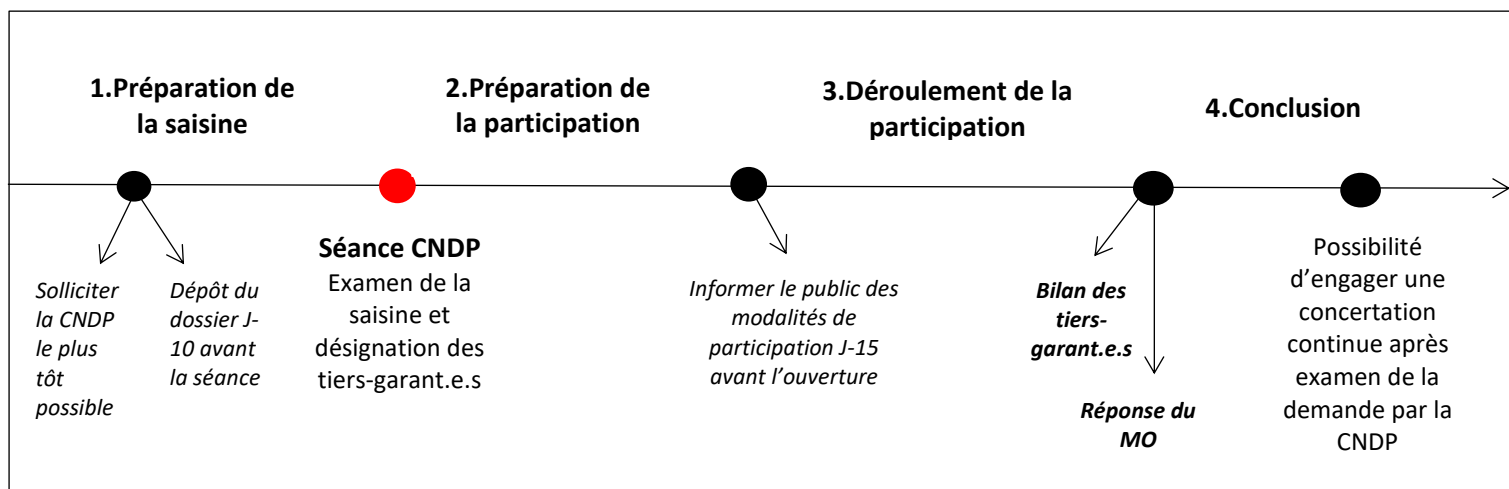 1.Préparation de
la saisine
2.Préparation de
la participation
3.Déroulement de la
participation
4.Conclusion
Solliciter
la CNDP
le plus
tôt
possible
Dépôt du
dossier J-
10 avant
la séance
Séance CNDP
Examen de la
saisine et
désignation des
tiers-garant.e.s
Informer le public des
modalités de
participation J-15
avant l’ouverture
Bilan des
tiers-
garant.e.s
Réponse du
MO
Possibilité
d’engager une
concertation
continue après
examen de la
demande par la
CNDP